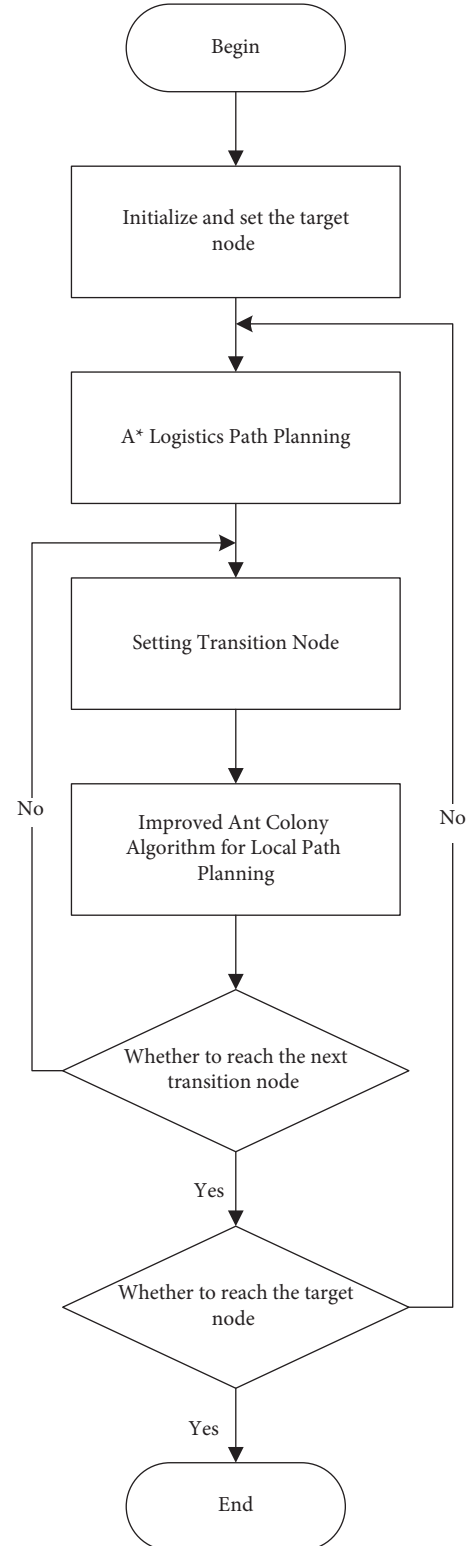 Begin
Initialize and set the target
node
A* Logistics Path Planning
Setting Transition Node
No
No
Improved Ant Colony
Algorithm for Local Path
Planning
Whether to reach the next
transition node
Yes
Whether to reach the target
node
Yes
End